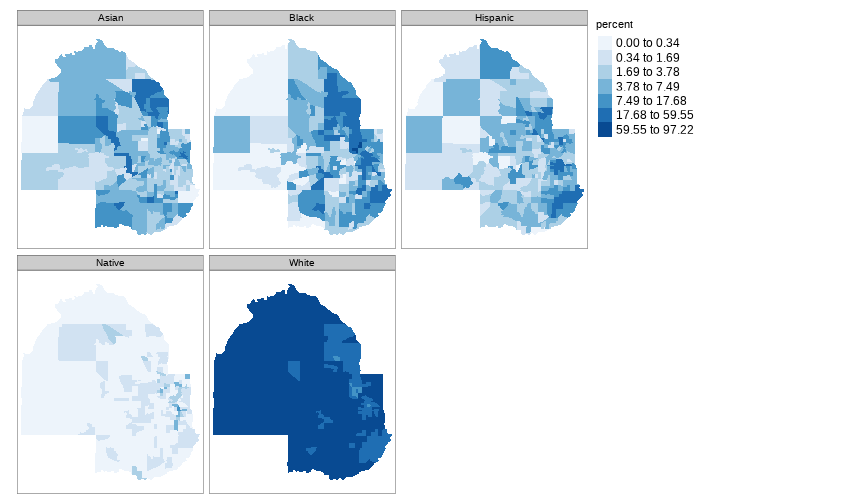 Asian
Black
Hispanic
percent
0.00 to 0.34
0.34 to 1.69
1.69 to 3.78
3.78 to 7.49
7.49 to 17.68
17.68 to 59.55
59.55 to 97.22
Native
White